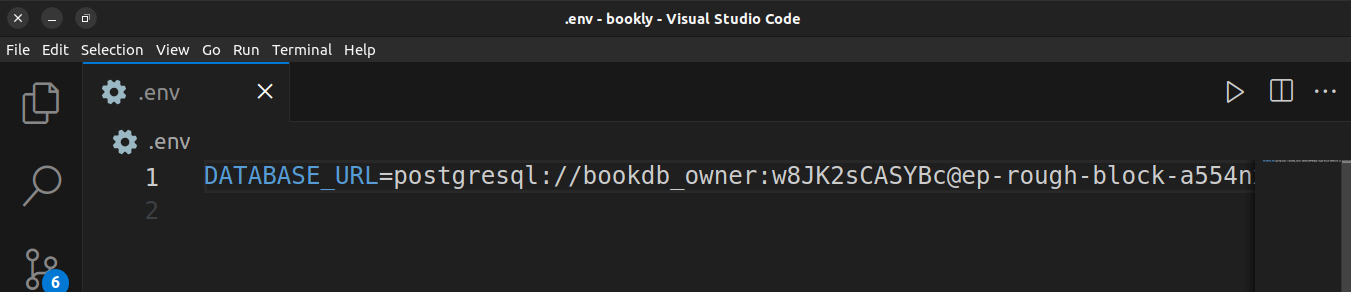 .env - bookly - Visual Studio Code
File Edit Selection View Go Run Terminal Help
.env
.env
1 DATABASE_URL=postgresql://bookdb_owner:w8JK2sCASYBc@ep-rough-block-a554n
2
6